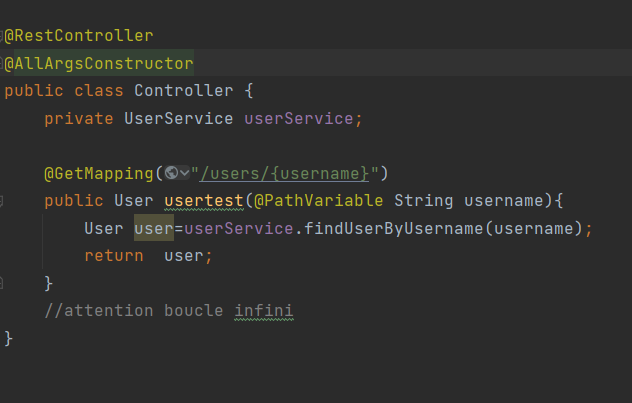 @RestController
@AllArgsConstructor
public class Controller {
    private UserService userService;
    @GetMapping("/users/{username}")
    public User usertest(@PathVariable String username){
        User user=userService.findUserByUsername(username);
        return  user;
    }
    //attention boucle infini
}